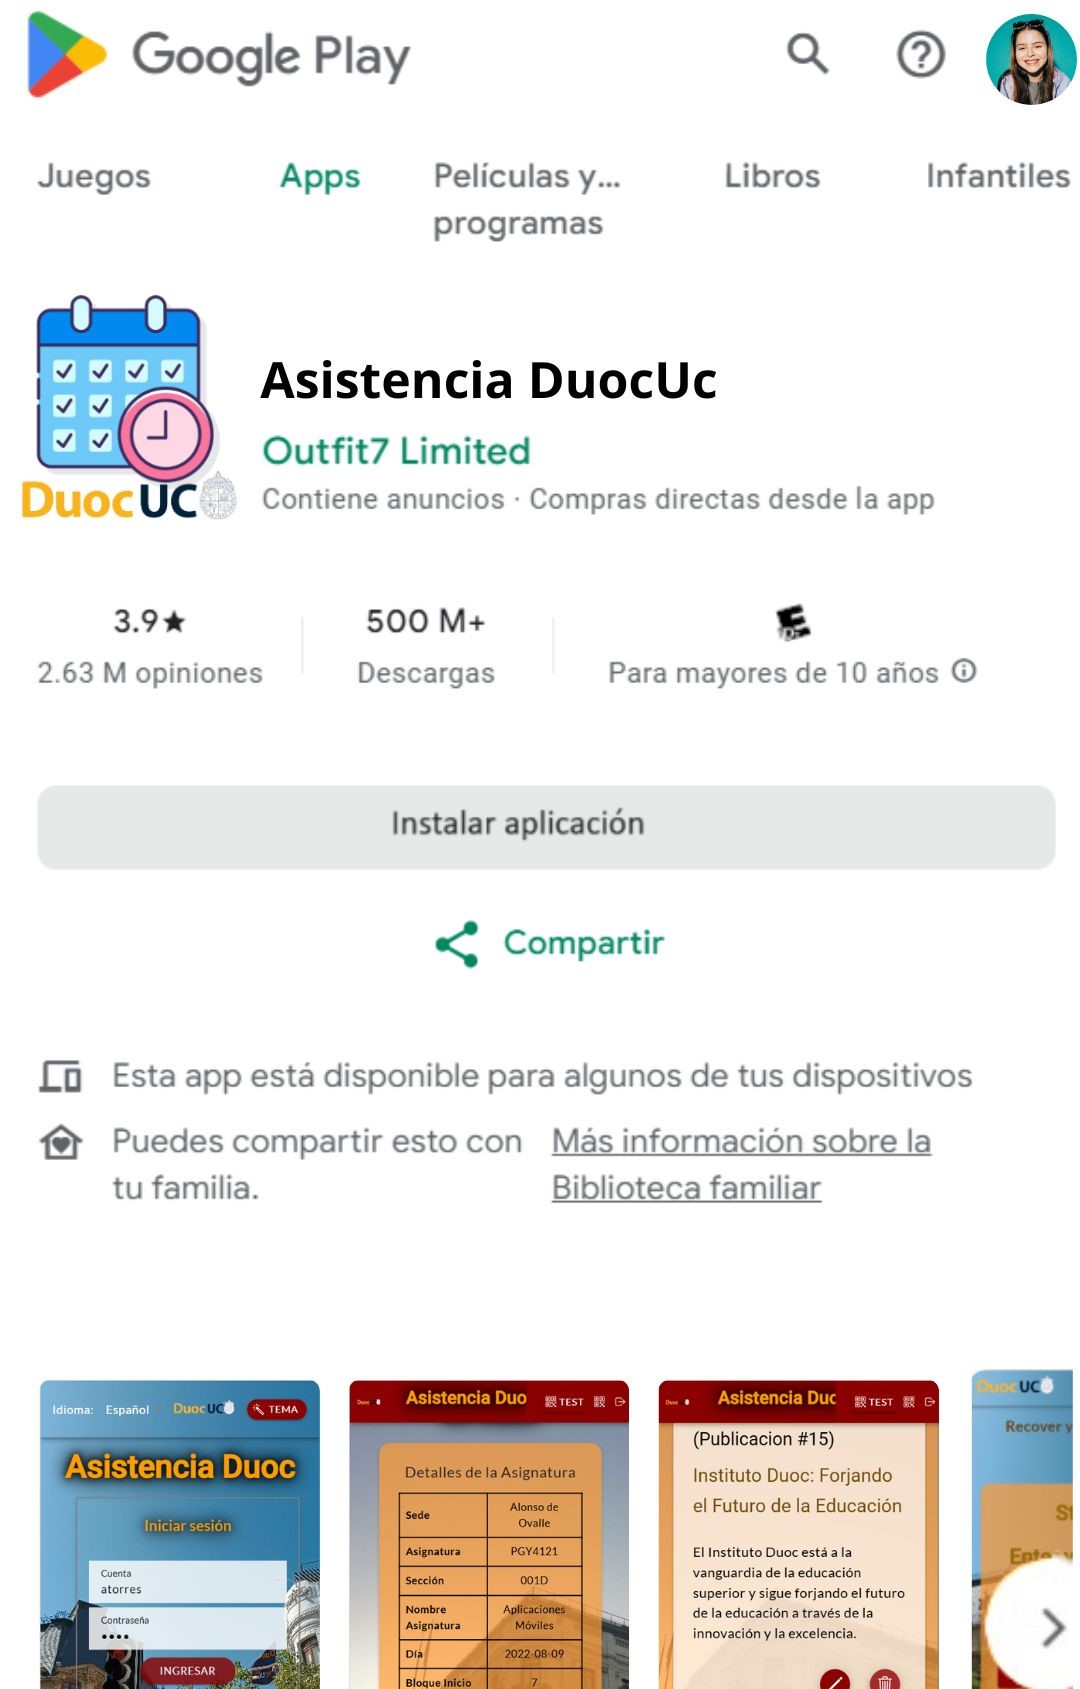 Google Play
Juegos
Apps
Películas y...
programas
Libros
Infantiles
Asistencia DuocUc
Outfit7 Limited
DuocUC
Contiene anuncios · Compras directas desde la app
3.9★
500 M+
E
2.63 M opiniones
Descargas
Para mayores de 10 años
Instalar aplicación
Compartir
Esta app está disponible para algunos de tus dispositivos
Puedes compartir esto con
tu familia.
Más información sobre la
Biblioteca familiar
Idioma: Español DuocUC TEMA
Asistencia Duoc
Iniciar sesión
Cuenta
atorres
Contraseña
••••
INGRESAR
Duoc Asistencia Duo TEST
Detalles de la Asignatura
Sede Alonso de
Ovalle
Asignatura PGY4121
Sección 001D
Nombre Aplicaciones
Asignatura Móviles
Día 2022-08-09
Bloque Inicio 7
Duoc Asistencia Duc TEST
(Publicacion #15)
Instituto Duoc: Forjando
el Futuro de la Educación
El Instituto Duoc está a la
vanguardia de la educación
superior y sigue forjando el futuro
de la educación a través de la
innovación y la excelencia.
DuocUC
Recover y
St